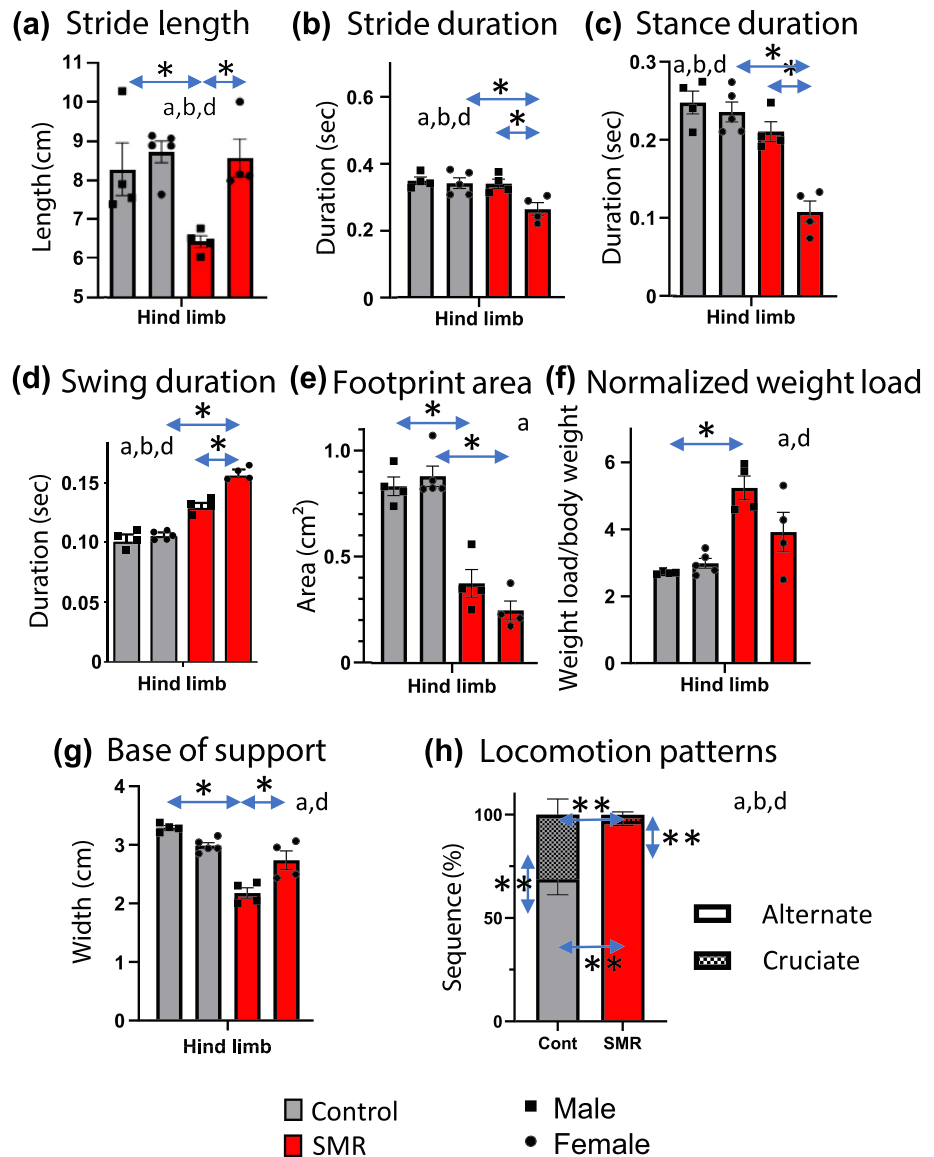 (a) Stride length
(b) Stride duration
(c) Stance duration
11
10
9
8
7
6
5
Length (cm)
* *
a,b,d
Hind limb
0.6
0.4
0.2
0
Duration (sec)
a,b,d
*
*
Hind limb
0.3
0.2
0.1
0
Duration (sec)
a,b,d
*
*
Hind limb
(d) Swing duration
(e) Footprint area
(f) Normalized weight load
0.15
0.10
0.15
0
Duration (sec)
a,b,d
*
*
Hind limb
1.0
0.5
0
Area (cm²)
*
*
a
Hind limb
6
4
2
0
Weight load/body weight
*
a,d
Hind limb
(g) Base of support
(h) Locomotion patterns
4
3
2
1
0
Width (cm)
* *
a,d
Hind limb
100
50
0
Sequence (%)
**
**
**
**
a,b,d
Cont SMR
Alternate
Cruciate
Control
SMR
Male
Female